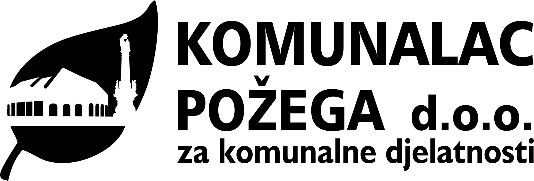 KOMUNALAC
POŽEGA d.o.o.
za komunalne djelatnosti